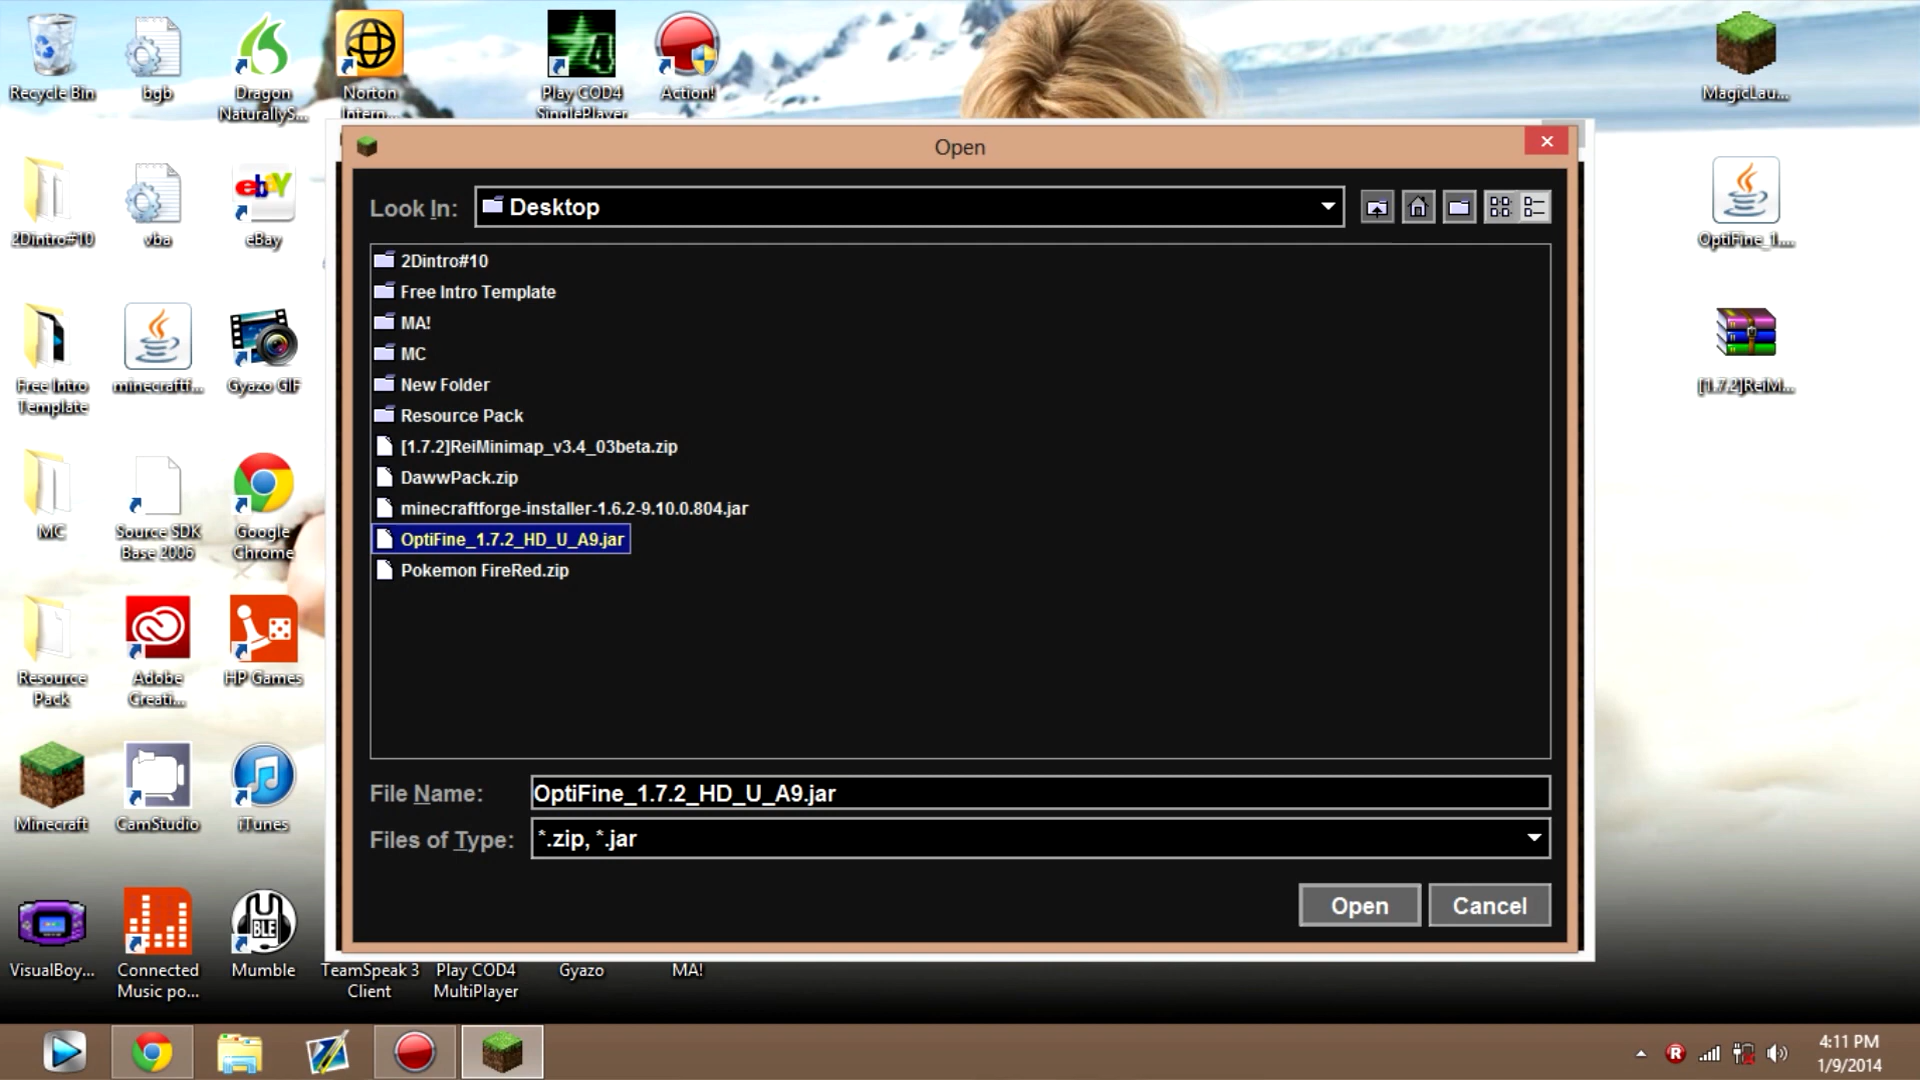 Recycle Bin
bgb
Dragon
NaturallyS...
Norton
Intern...
Play COD4
SinglePlayer
Action!
MagicLau...
Open
Look In:
Desktop
2Dintro#10
Free Intro Template
MA!
MC
New Folder
Resource Pack
[1.7.2]ReiMinimap_v3.4_03beta.zip
DawwPack.zip
minecraftforge-installer-1.6.2-9.10.0.804.jar
OptiFine_1.7.2_HD_U_A9.jar
Pokemon FireRed.zip
File Name:
OptiFine_1.7.2_HD_U_A9.jar
Files of Type:
*.zip, *.jar
Open
Cancel
2Dintro#10
vba
ebay
eBay
OptiFine_1....
Free Intro
Template
minecraftf...
Gyazo GIF
[1.7.2]ReiM...
MC
Source SDK
Base 2006
Google
Chrome
Resource
Pack
Adobe
Creati...
HP Games
Minecraft
CamStudio
iTunes
VisualBoy...
Connected
Music po...
BLE
Mumble
TeamSpeak 3
Client
Play COD4
MultiPlayer
Gyazo
MA!
R
4:11 PM
1/9/2014